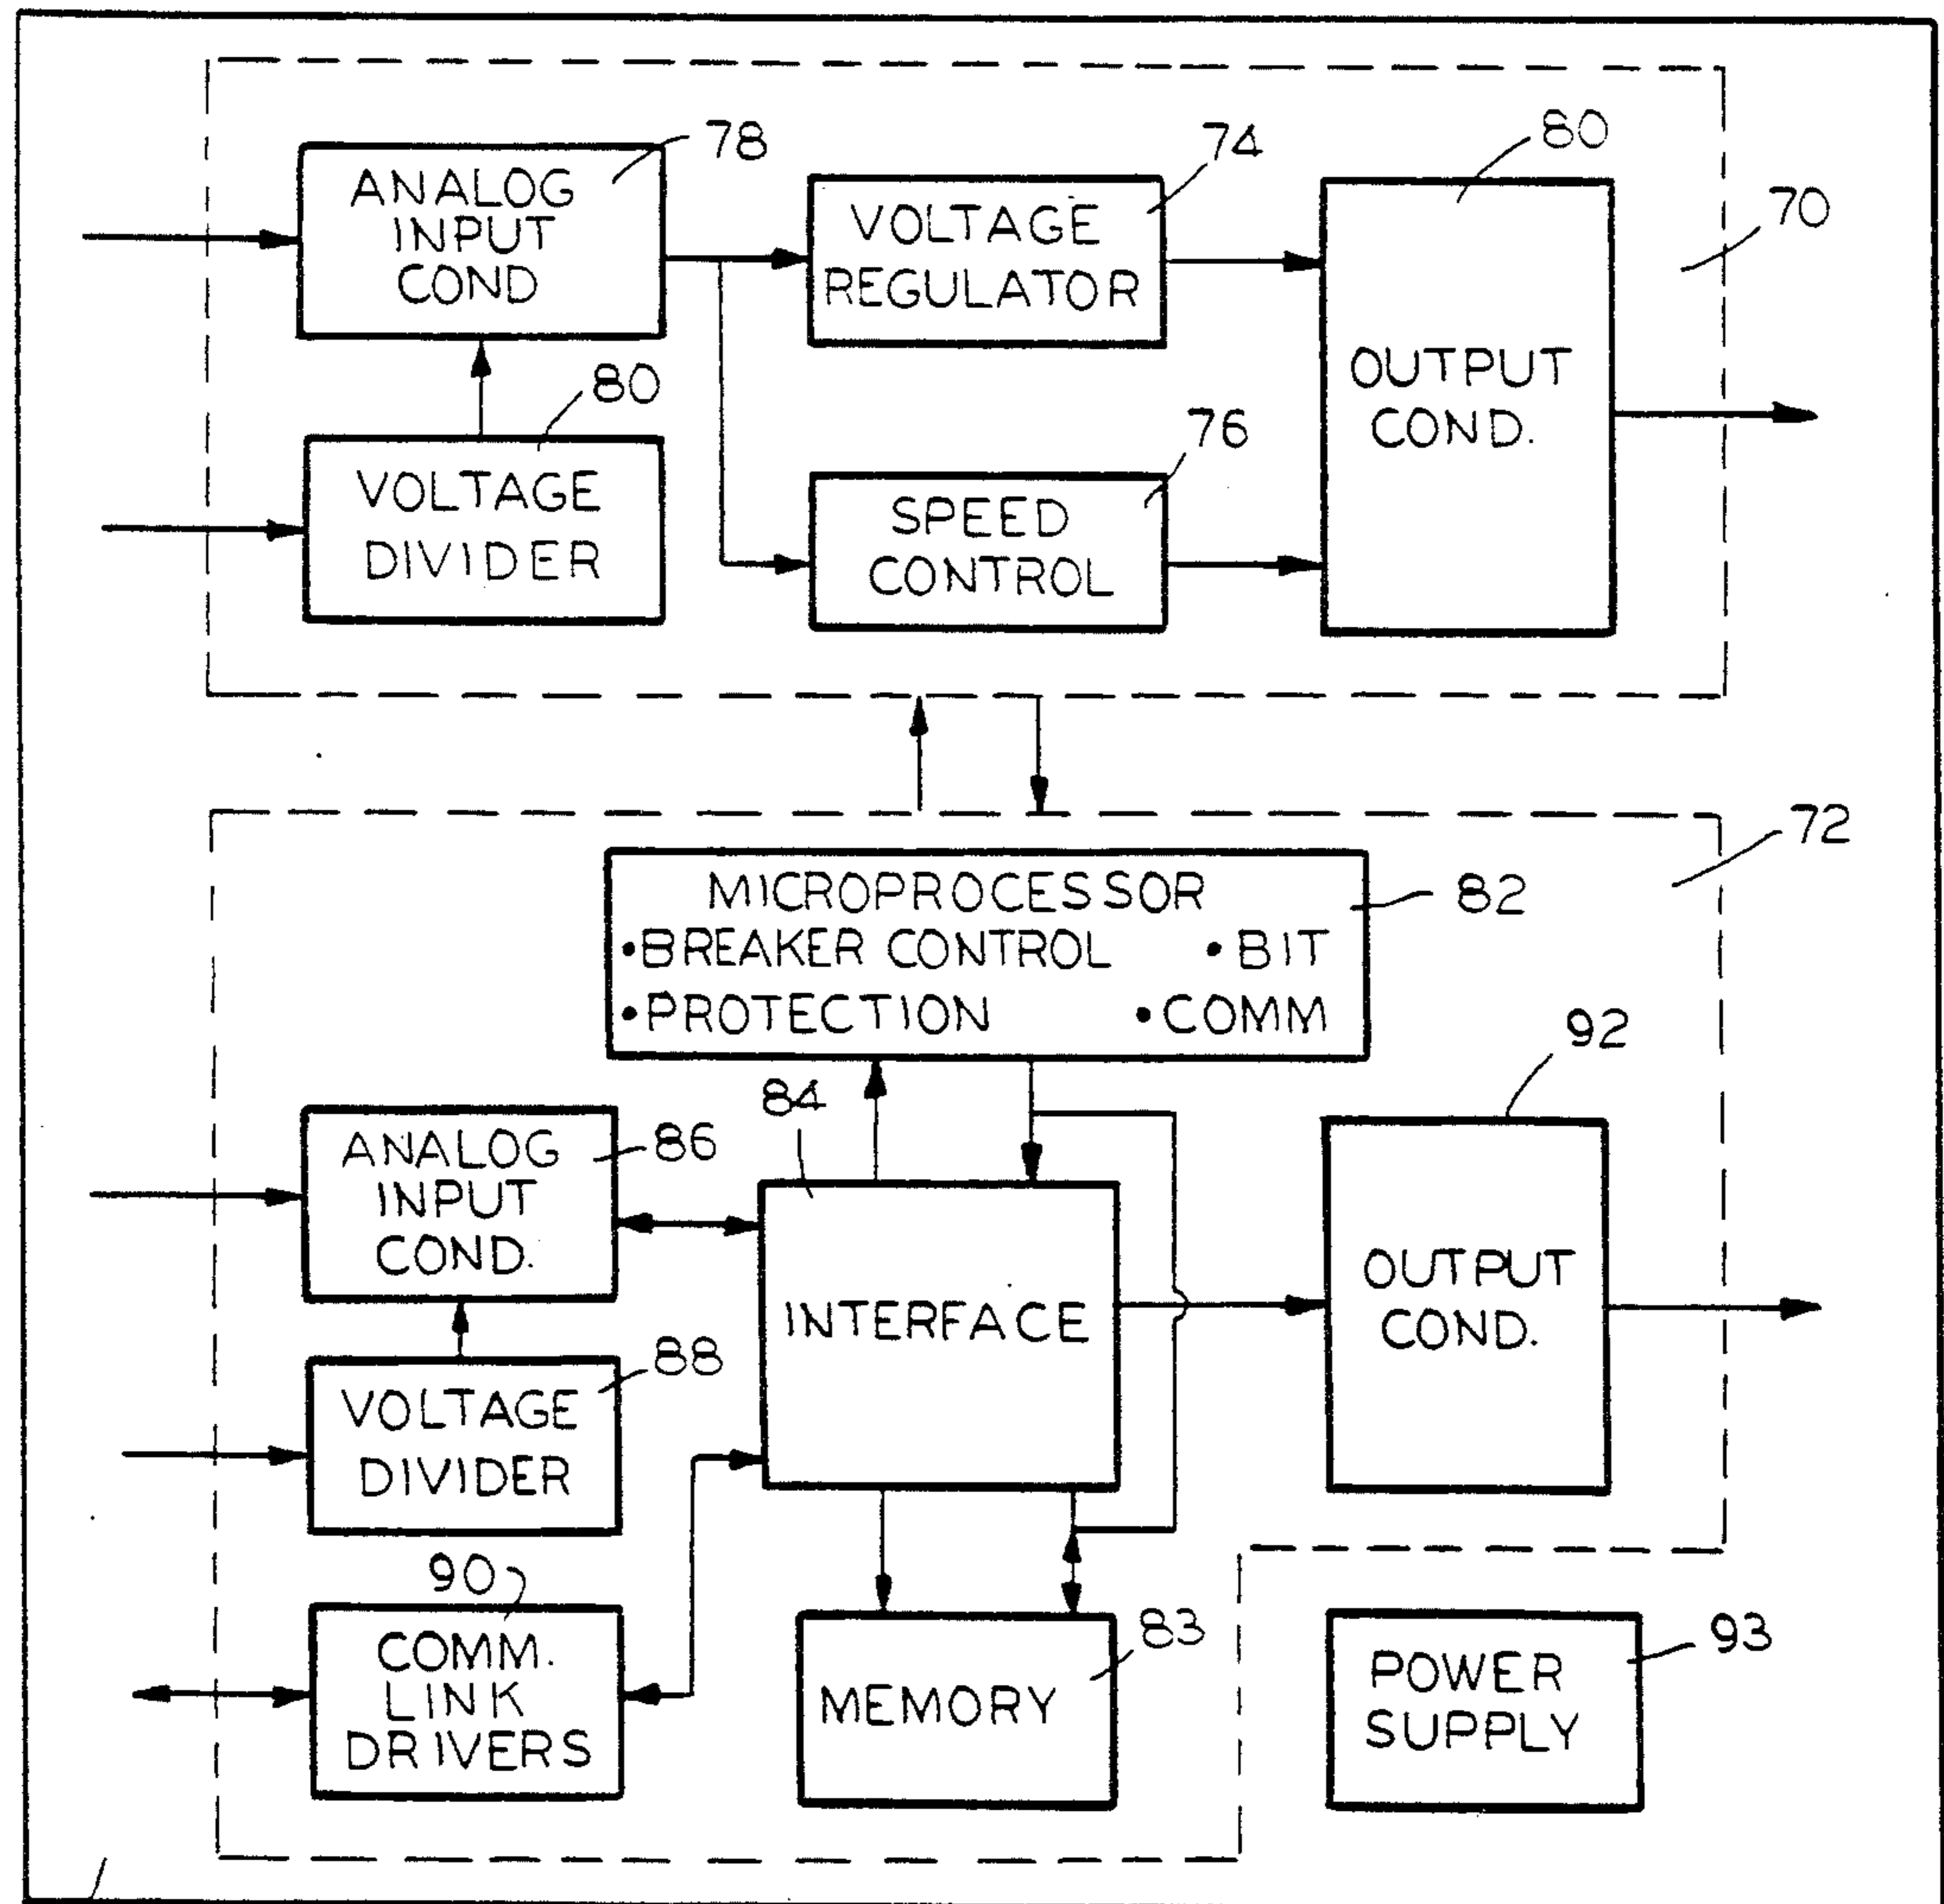 78
ANALOG
INPUT
COND
74
VOLTAGE
REGULATOR
80
OUTPUT
COND.
70
80
VOLTAGE
DIVIDER
76
SPEED
CONTROL
72
82
MICROPROCESSOR
•BREAKER CONTROL •BIT
•PROTECTION •COMM
84
92
86
ANALOG
INPUT
COND.
INTERFACE
OUTPUT
COND.
88
VOLTAGE
DIVIDER
90
COMM.
LINK
DRIVERS
83
MEMORY
93
POWER
SUPPLY